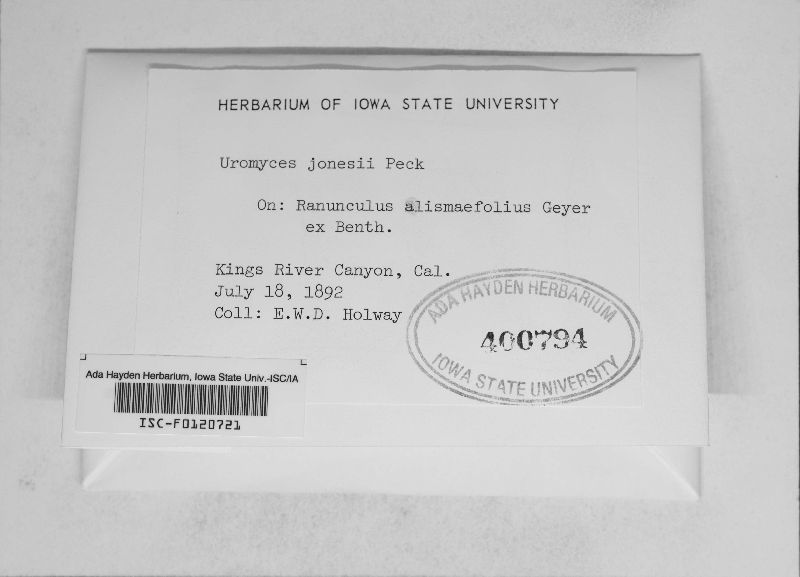 HERBARIUM OF IOWA STATE UNIVERSITY
Uromyces jonesii Peck
On: Ranunculus alismaefolius Geyer
ex Benth.
Kings River Canyon, Cal.
July 18, 1892
Coll: E.W.D. Holway
ADA HAYDEN HERBARIUM
400794
IOWA STATE UNIVERSITY
Ada Hayden Herbarium, Iowa State Univ.-ISC/IA
ISC-F0120721